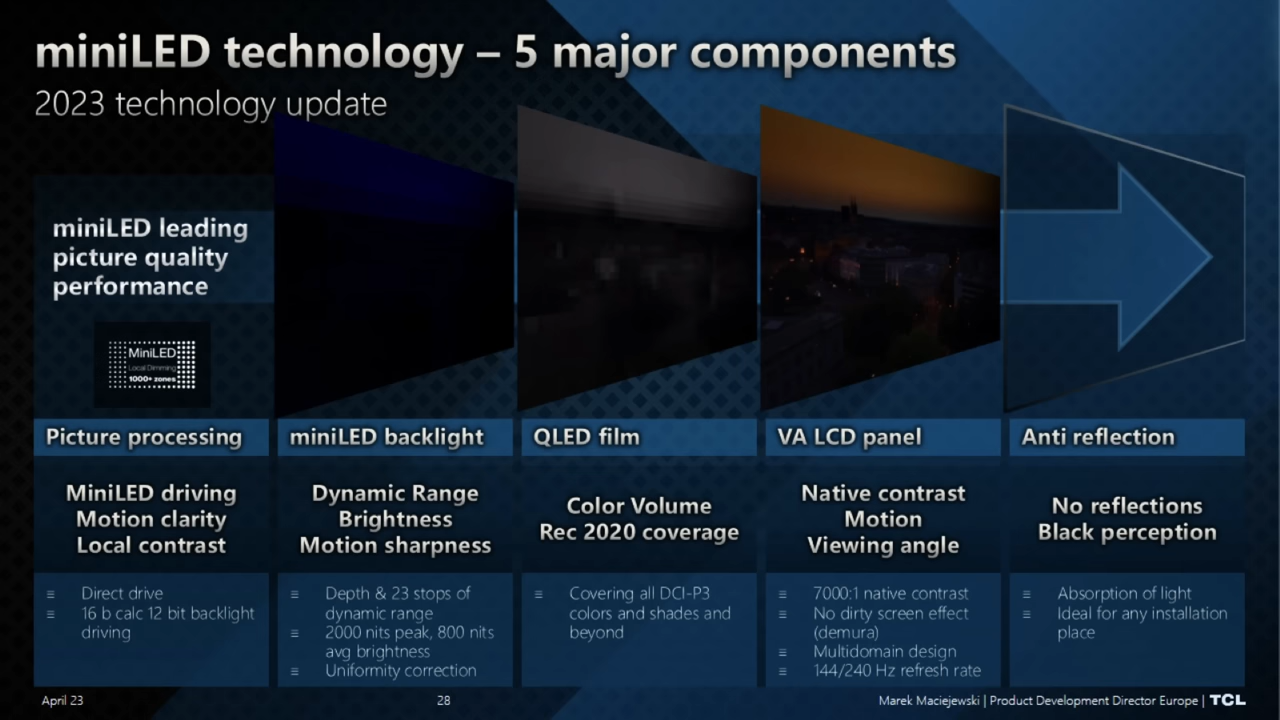 miniLED technology – 5 major components
2023 technology update
miniLED leading
picture quality
performance
MiniLED
Local Dimming
1000+ zones
Picture processing
MiniLED driving
Motion clarity
Local contrast
Direct drive
16 b calc 12 bit backlight
driving
miniLED backlight
Dynamic Range
Brightness
Motion sharpness
Depth & 23 stops of
dynamic range
2000 nits peak, 800 nits
avg brightness
Uniformity correction
QLED film
Color Volume
Rec 2020 coverage
Covering all DCI-P3
colors and shades and
beyond
VA LCD panel
Native contrast
Motion
Viewing angle
7000:1 native contrast
No dirty screen effect
(demura)
Multidomain design
144/240 Hz refresh rate
Anti reflection
No reflections
Black perception
Absorption of light
Ideal for any installation
place
April 23
28
Marek Maciejewski | Product Development Director Europe | TCL